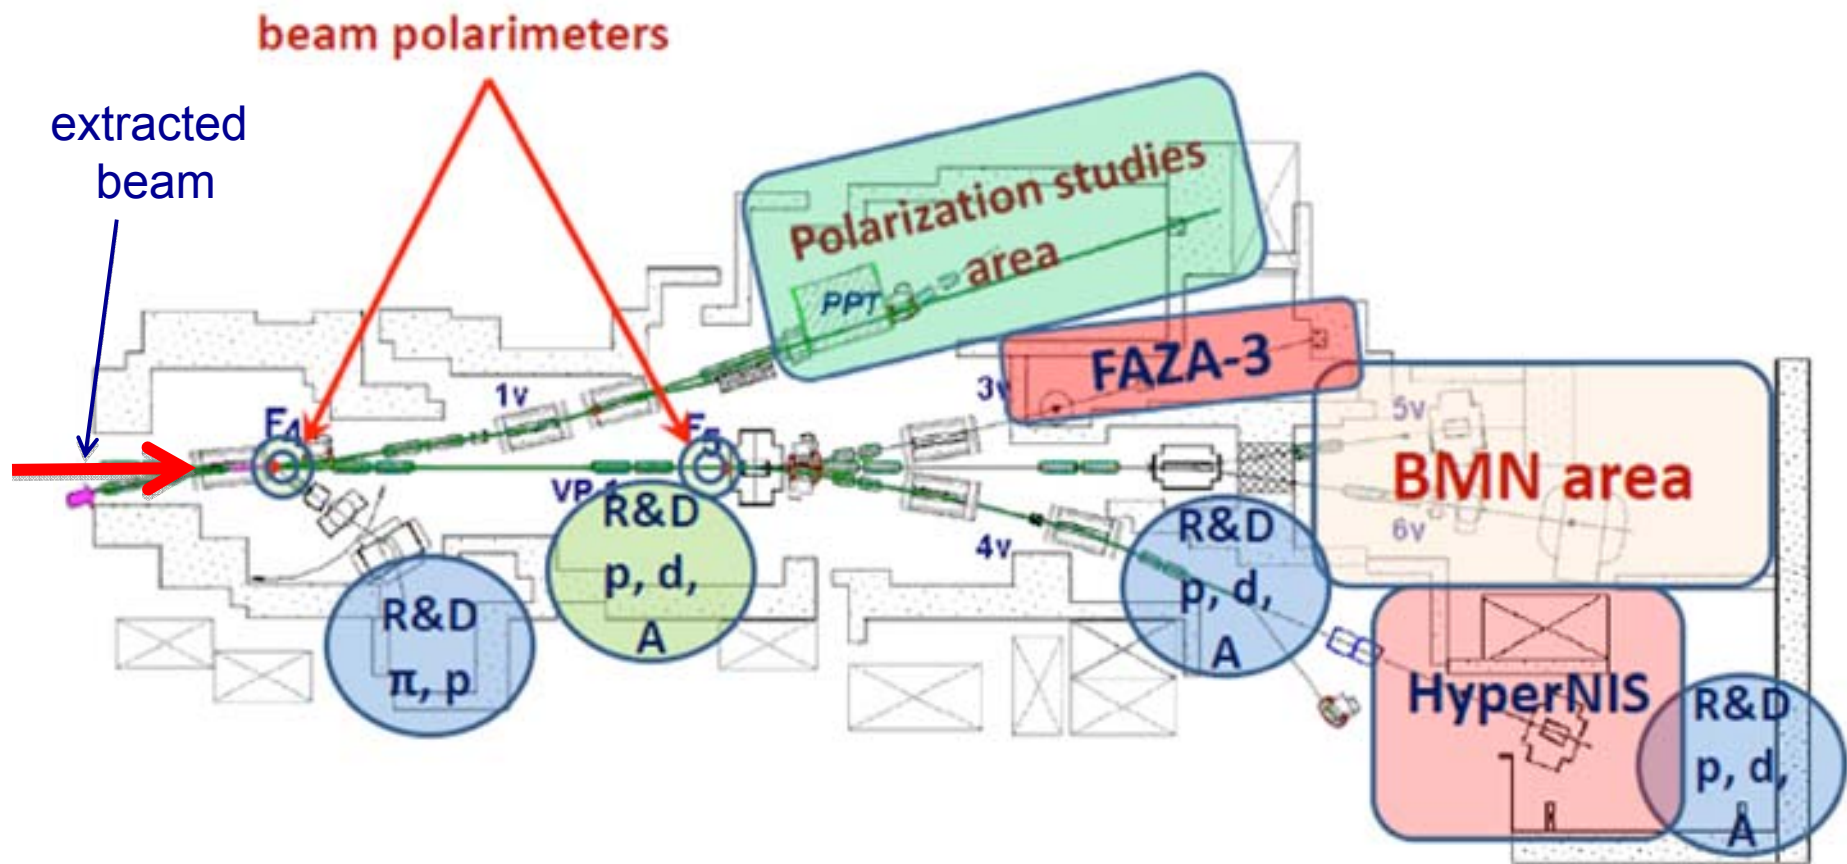 beam polarimeters
extracted
beam
Polarization studies
area
PPT
FAZA-3
1v
3v
F4
F5
5v
BMN area
VP-1
R&D
p, d,
A
R&D
p, d,
A
4v
6v
R&D
π, p
HyperNIS
R&D
p, d,
A